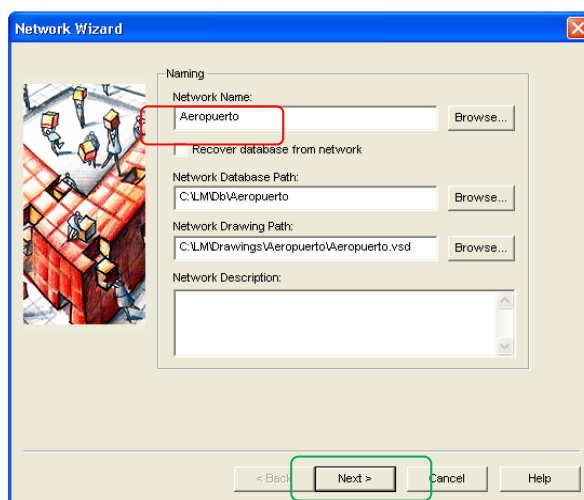 Network Wizard
Naming
Network Name:
Aeropuerto
Browse...
Recover database from network
Network Database Path:
C:\LM\Db\Aeropuerto
Browse...
Network Drawing Path:
C:\LM\Drawings\Aeropuerto\Aeropuerto.vsd
Browse...
Network Description:
< Back
Next >
Cancel
Help